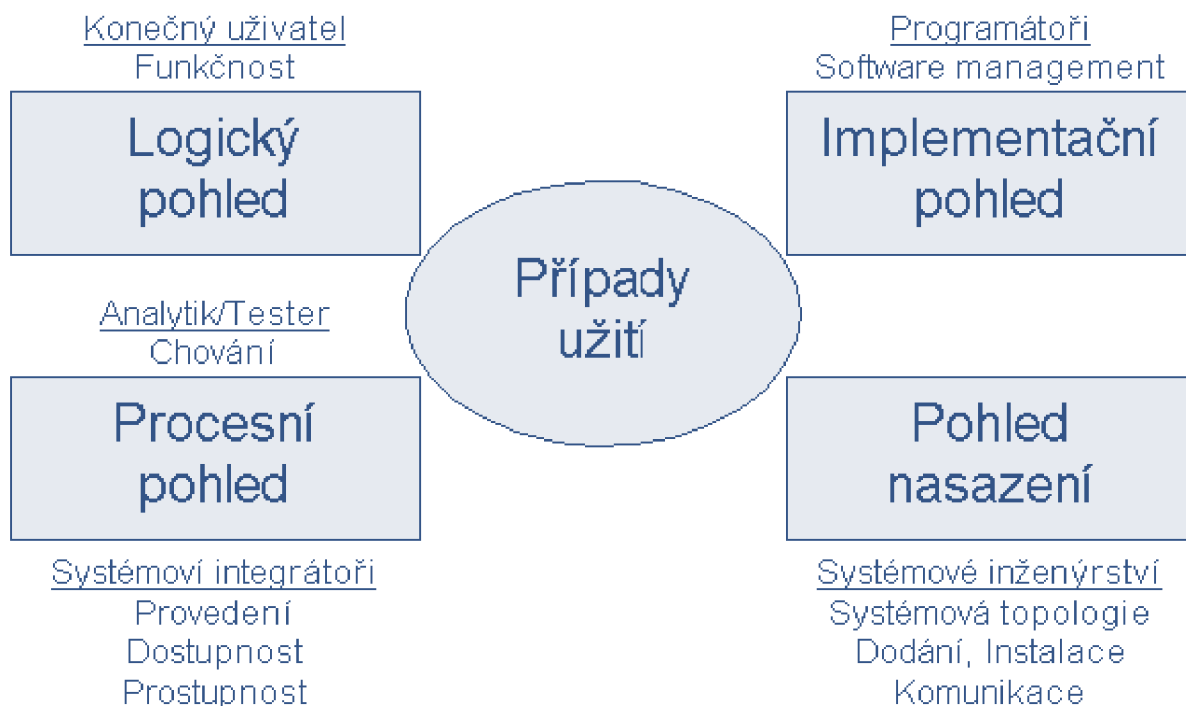 Konečný uživatel
Funkčnost
Logický
pohled
Programátoři
Software management
Implementační
pohled
Případy
užití
Analytik/Tester
Chování
Procesní
pohled
Systémoví integrátoři
Provedení
Dostupnost
Prostupnost
Pohled
nasazení
Systémové inženýrství
Systémová topologie
Dodání, Instalace
Komunikace